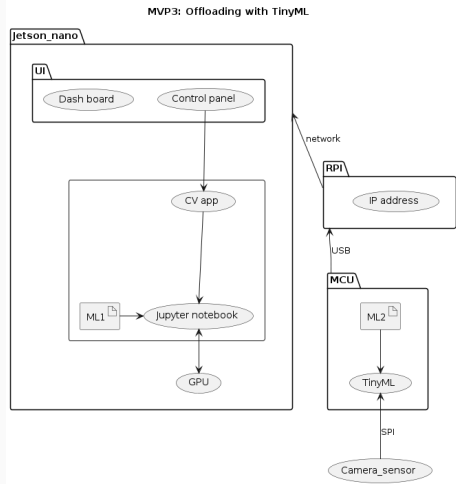 MVP3: Offloading with TinyML
Jetson_nano
UI
Dash board
Control panel
network
RPI
IP address
CV app
USB
MCU
ML1
Jupyter notebook
ML2
GPU
TinyML
SPI
Camera_sensor